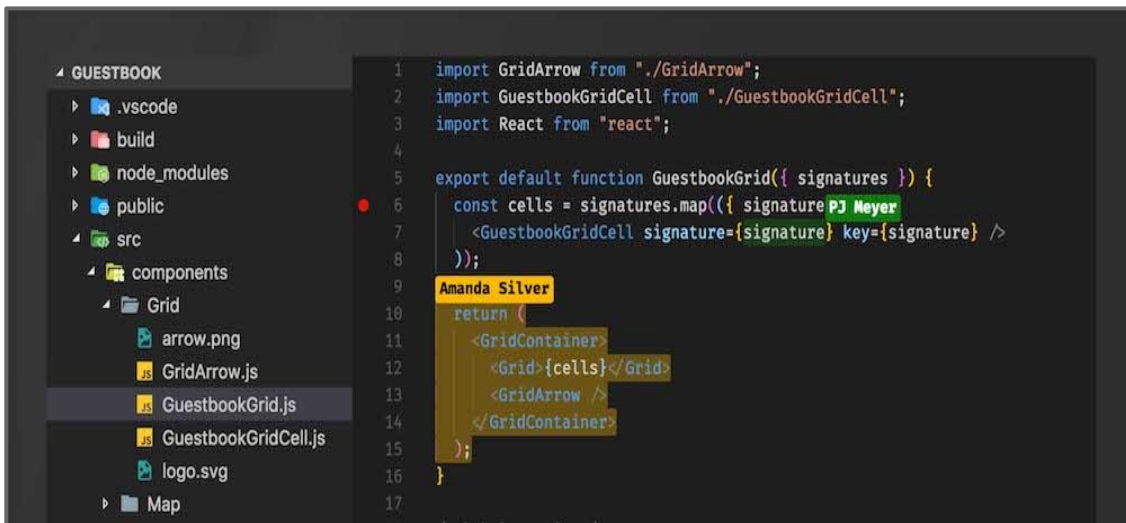 GUESTBOOK
.vscode
build
node_modules
public
src
components
Grid
arrow.png
GridArrow.js
GuestbookGrid.js
GuestbookGridCell.js
logo.svg
Map
1 import GridArrow from "./GridArrow";
2 import GuestbookGridCell from "./GuestbookGridCell";
3 import React from "react";
4
5 export default function GuestbookGrid({ signatures }) {
6 const cells = signatures.map(({ signature PJ Meyer
7 <GuestbookGridCell signature={signature} key={signature} />
8 ));
9 Amanda Silver
10 return (
11 <GridContainer>
12 <Grid>{cells}</Grid>
13 <GridArrow />
14 </GridContainer>
15 );
16 }
17